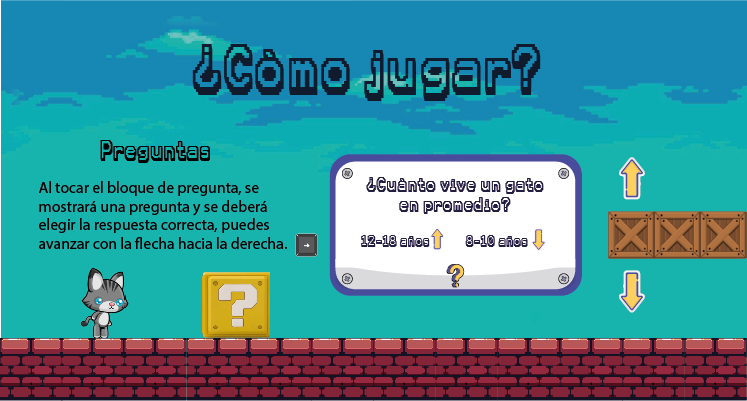 ¿Còmo jugar?
Preguntas
Al tocar el bloque de pregunta, se
mostrará una pregunta y se deberá
elegir la respuesta correcta, puedes
avanzar con la flecha hacia la derecha.
¿Cuànto vive un gato
en promedio?
12-18 años 8-10 años
?
?